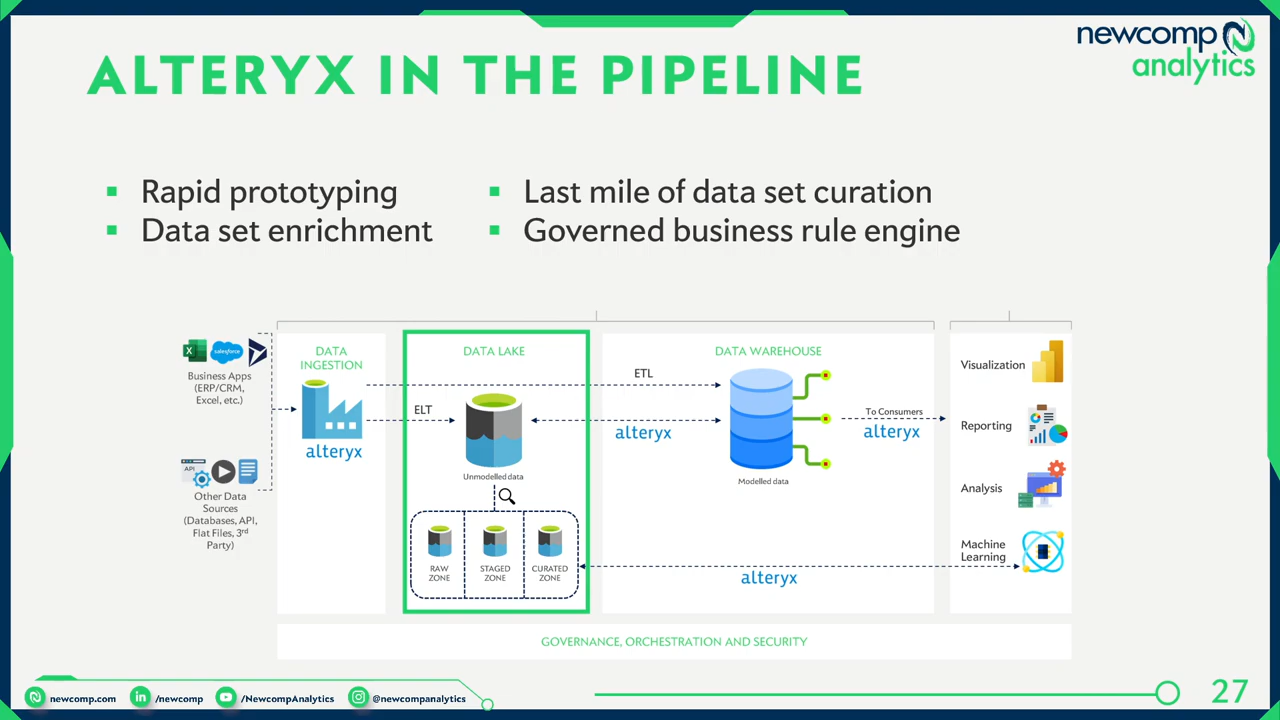 newcomp
analytics
ALTERYX IN THE PIPELINE
Rapid prototyping
Data set enrichment
Last mile of data set curation
Governed business rule engine
salesforce
Business Apps
(ERP/CRM,
Excel, etc.)
API
Other Data
Sources
(Databases, API,
Flat Files, 3rd
Party)
DATA
INGESTION
alteryx
ELT
DATA LAKE
Unmodelled data
RAW
ZONE
STAGED
ZONE
CURATED
ZONE
DATA WAREHOUSE
ETL
alteryx
Modelled data
To Consumers
alteryx
alteryx
Visualization
Reporting
Analysis
Machine
Learning
GOVERNANCE, ORCHESTRATION AND SECURITY
newcomp.com
/newcomp
/NewcompAnalytics
@newcompanalytics
27